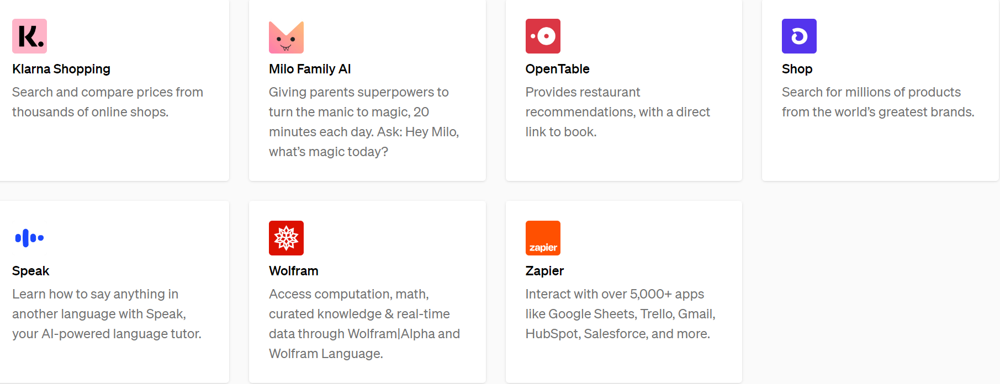 K.
Klarna Shopping
Search and compare prices from
thousands of online shops.
Milo Family AI
Giving parents superpowers to
turn the manic to magic, 20
minutes each day. Ask: Hey Milo,
what’s magic today?
OpenTable
Provides restaurant
recommendations, with a direct
link to book.
Shop
Search for millions of products
from the world’s greatest brands.
Speak
Learn how to say anything in
another language with Speak,
your AI-powered language tutor.
Wolfram
Access computation, math,
curated knowledge & real-time
data through Wolfram|Alpha and
Wolfram Language.
zapier
Zapier
Interact with over 5,000+ apps
like Google Sheets, Trello, Gmail,
HubSpot, Salesforce, and more.